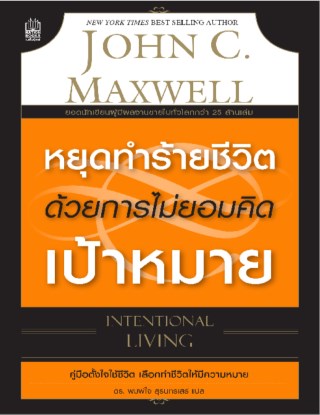 NEW YORK TIMES BEST SELLING AUTHOR
JOHN C.
MAXWELL
ยอดนักเขียนผู้มีผลงานขายไปทั่วโลกกว่า 25 ล้านเล่ม
หยุดทำร้ายชีวิต
ด้วยการไม่ยอมคิด
เป้าหมาย
INTENTIONAL
LIVING
คู่มือตั้งใจใช้ชีวิต เลือกทำชีวิตให้มีความหมาย
ดร. พบพิไจ สุรบทรเสธ แปล